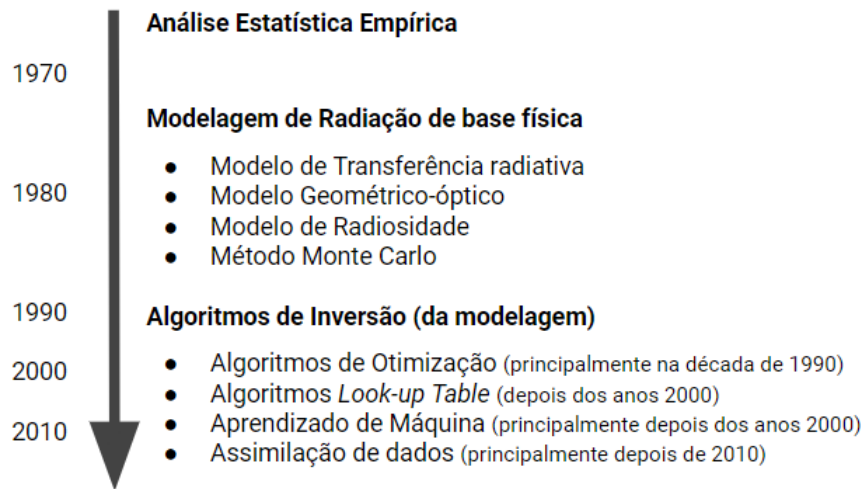 Análise Estatística Empírica
1970
Modelagem de Radiação de base física
● Modelo de Transferência radiativa
1980
● Modelo Geométrico-óptico
● Modelo de Radiosidade
● Método Monte Carlo
1990
Algoritmos de Inversão (da modelagem)
● Algoritmos de Otimização (principalmente na década de 1990)
2000
● Algoritmos Look-up Table (depois dos anos 2000)
● Aprendizado de Máquina (principalmente depois dos anos 2000)
2010
● Assimilação de dados (principalmente depois de 2010)